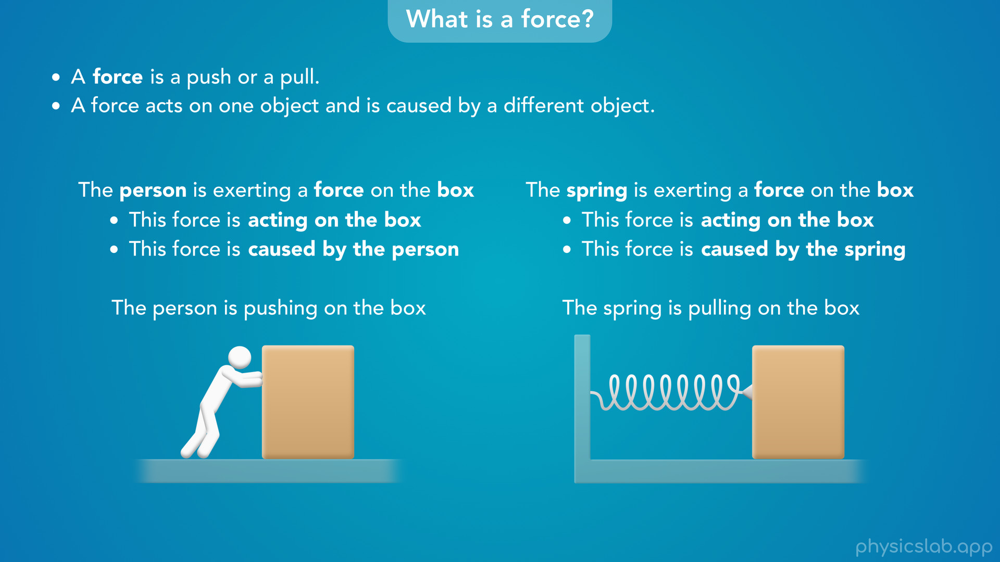 What is a force?
• A force is a push or a pull.
• A force acts on one object and is caused by a different object.
The person is exerting a force on the box
• This force is acting on the box
• This force is caused by the person
The person is pushing on the box
The spring is exerting a force on the box
• This force is acting on the box
• This force is caused by the spring
The spring is pulling on the box
physicslab.app